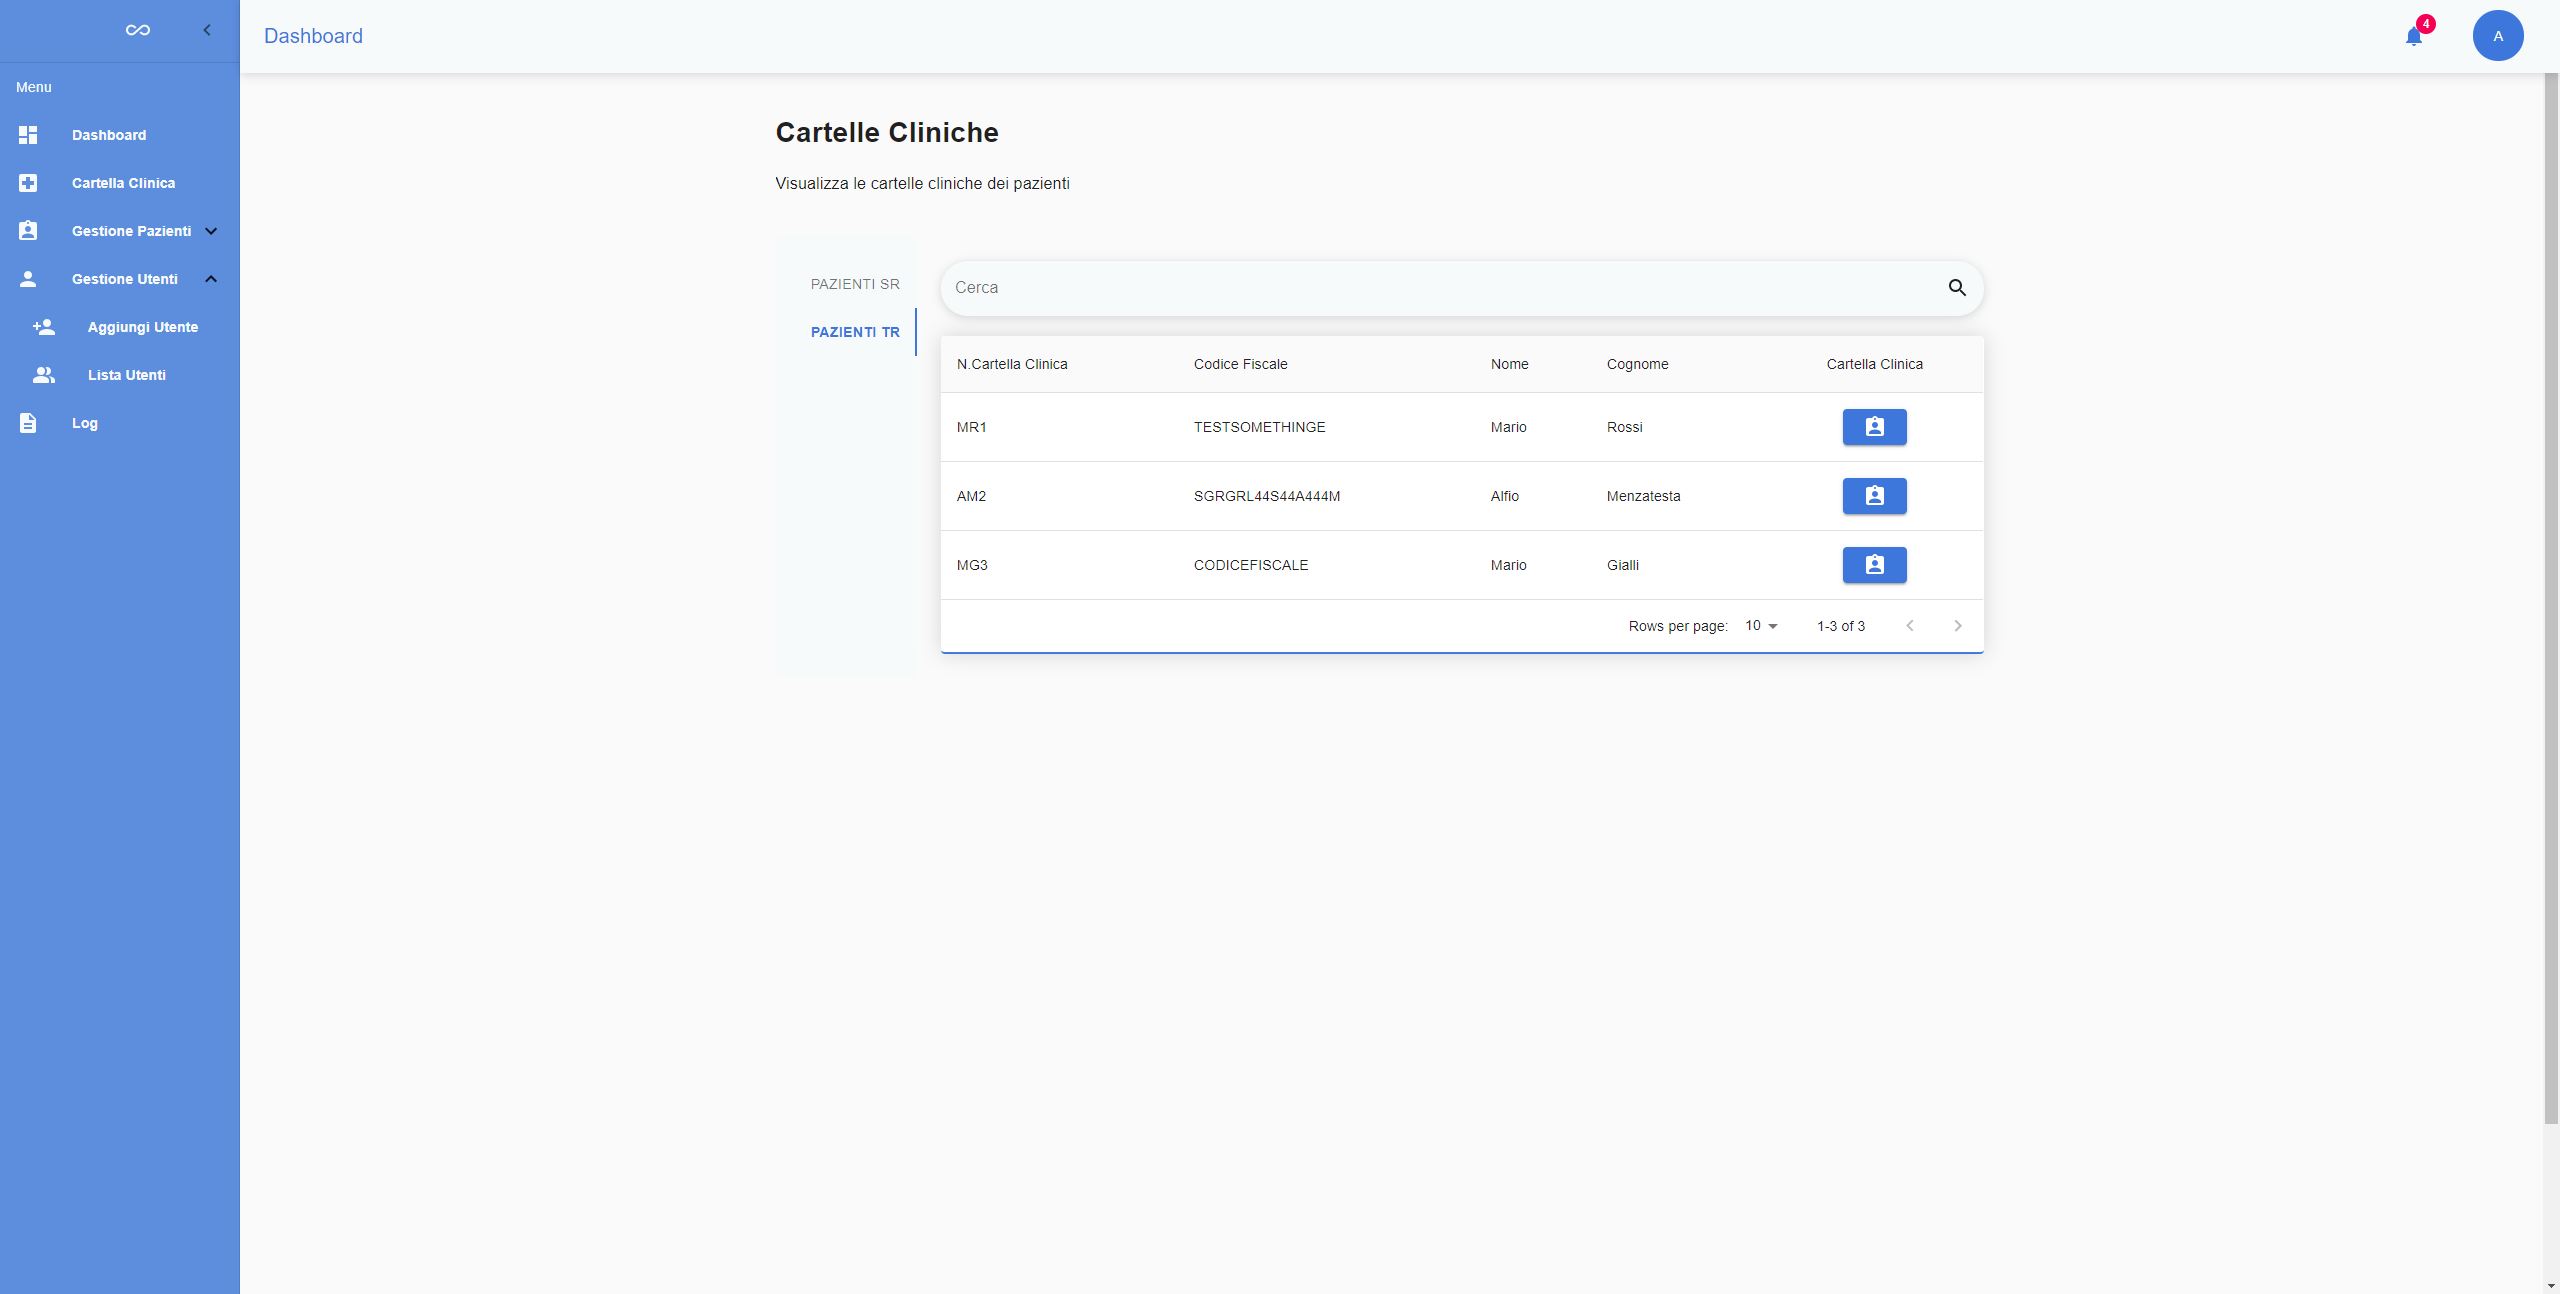 Dashboard
4
A
Menu
Dashboard
Cartella Clinica
Gestione Pazienti
Gestione Utenti
Aggiungi Utente
Lista Utenti
Log
Cartelle Cliniche
Visualizza le cartelle cliniche dei pazienti
PAZIENTI SR
PAZIENTI TR
Cerca
N.Cartella Clinica Codice Fiscale Nome Cognome Cartella Clinica
MR1 TESTSOMETHINGE Mario Rossi
AM2 SGRGRL44S44A444M Alfio Menzatesta
MG3 CODICEFISCALE Mario Gialli
Rows per page: 10 1-3 of 3